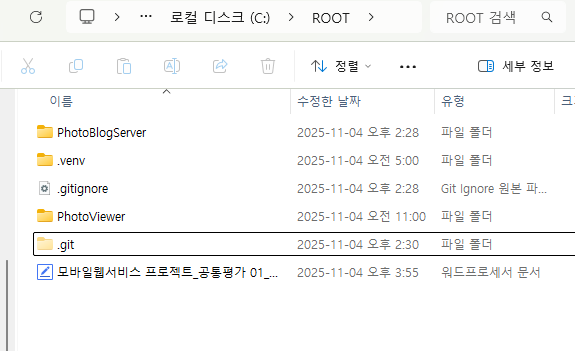 로컬 디스크 (C:) ROOT ROOT 검색
정렬 세부 정보
이름 수정한 날짜 유형 크기
PhotoBlogServer 2025-11-04 오후 2:28 파일 폴더
.venv 2025-11-04 오전 5:00 파일 폴더
.gitignore 2025-11-04 오후 2:28 Git Ignore 원본 파...
PhotoViewer 2025-11-04 오전 11:00 파일 폴더
.git 2025-11-04 오후 2:30 파일 폴더
모바일웹서비스 프로젝트_공통평가 01_... 2025-11-04 오후 3:55 워드프로세서 문서